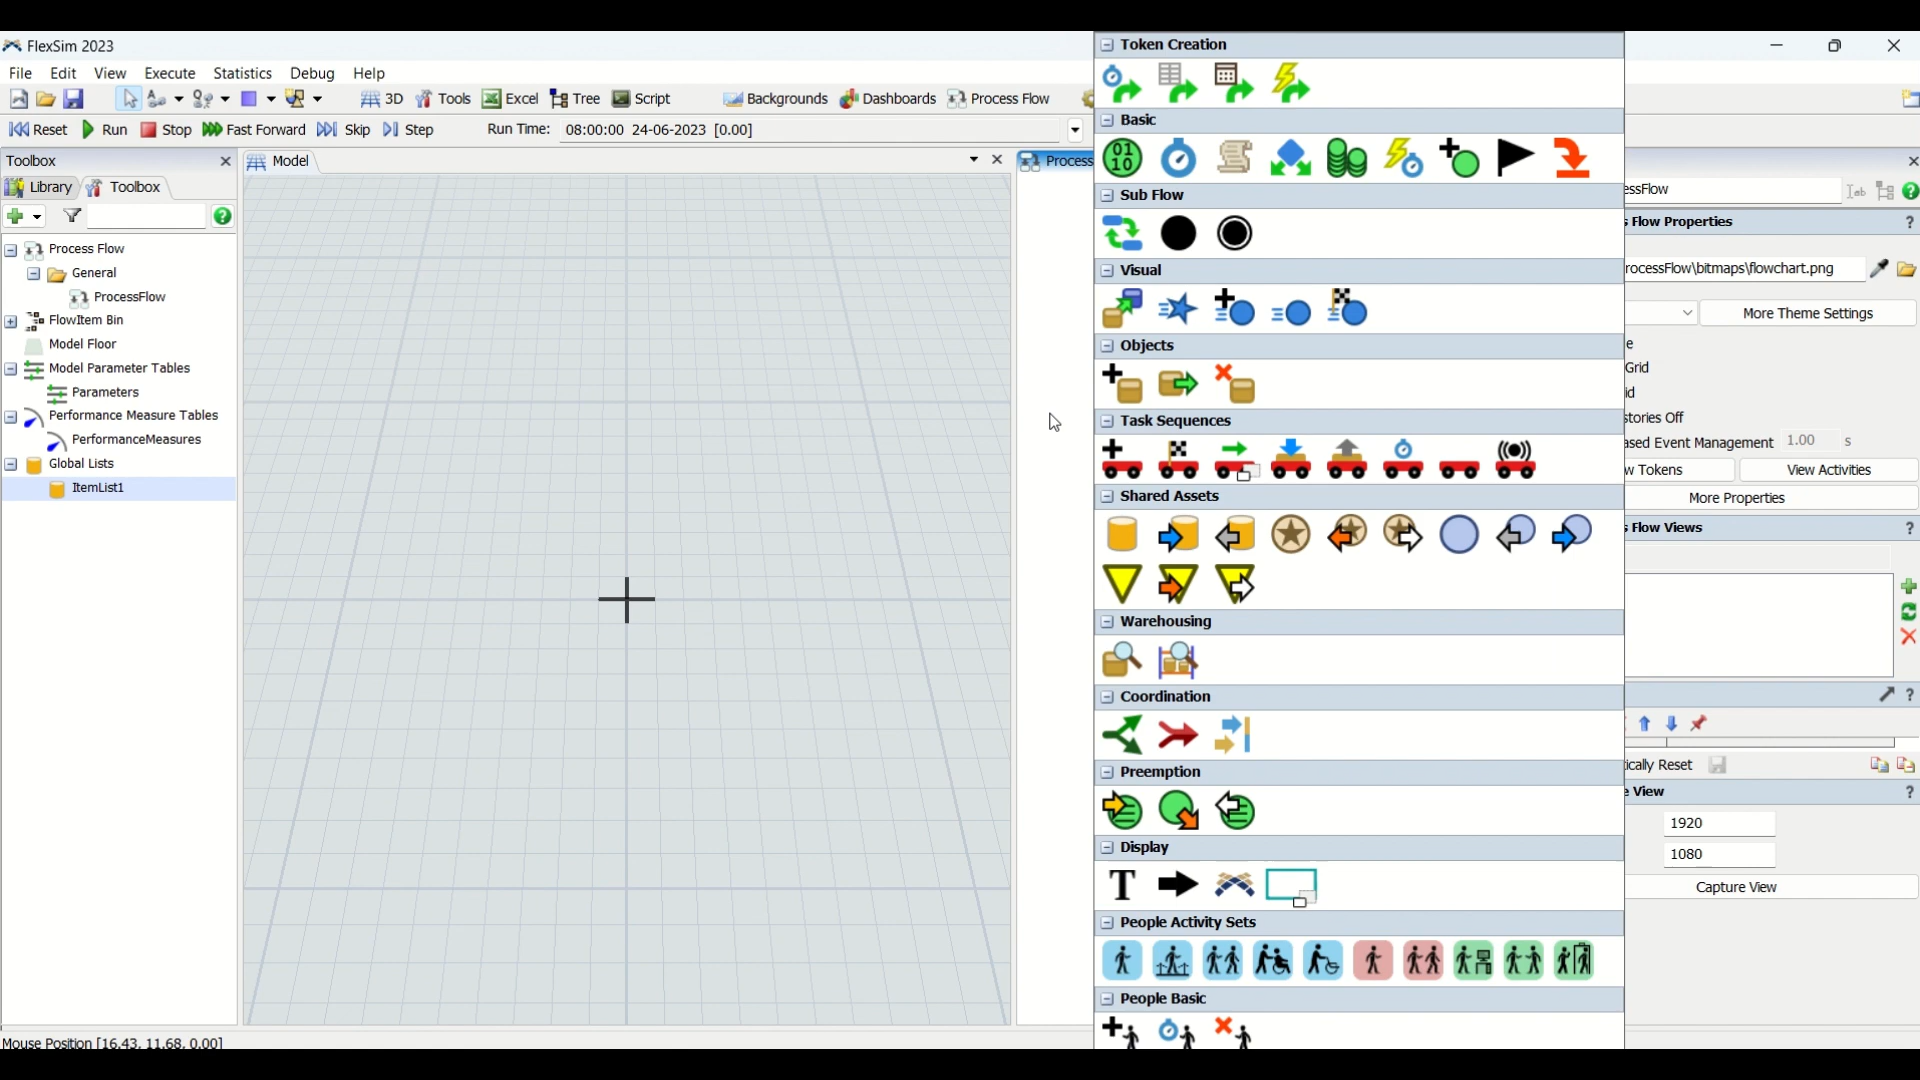 FlexSim 2023
File Edit View Execute Statistics Debug Help
3D Tools Excel Tree Script Backgrounds Dashboards Process Flow
Reset Run Stop Fast Forward Skip Step Run Time: 08:00:00 24-06-2023 [0.00]
Toolbox
Library Toolbox
Process Flow
General
ProcessFlow
FlowItem Bin
Model Floor
Model Parameter Tables
Parameters
Performance Measure Tables
PerformanceMeasures
Global Lists
ItemList1
Mouse Position [16.43, 11.68, 0.00]
Model
Process
Token Creation
Basic
01
10
Sub Flow
Visual
Objects
Task Sequences
Shared Assets
Warehousing
Coordination
Preemption
Display
T
People Activity Sets
People Basic
essFlow
s Flow Properties
rocessFlow\bitmaps\flowchart.png
More Theme Settings
e
Grid
id
stories Off
ased Event Management 1.00 s
w Tokens View Activities
More Properties
s Flow Views
ically Reset
e View
1920
1080
Capture View